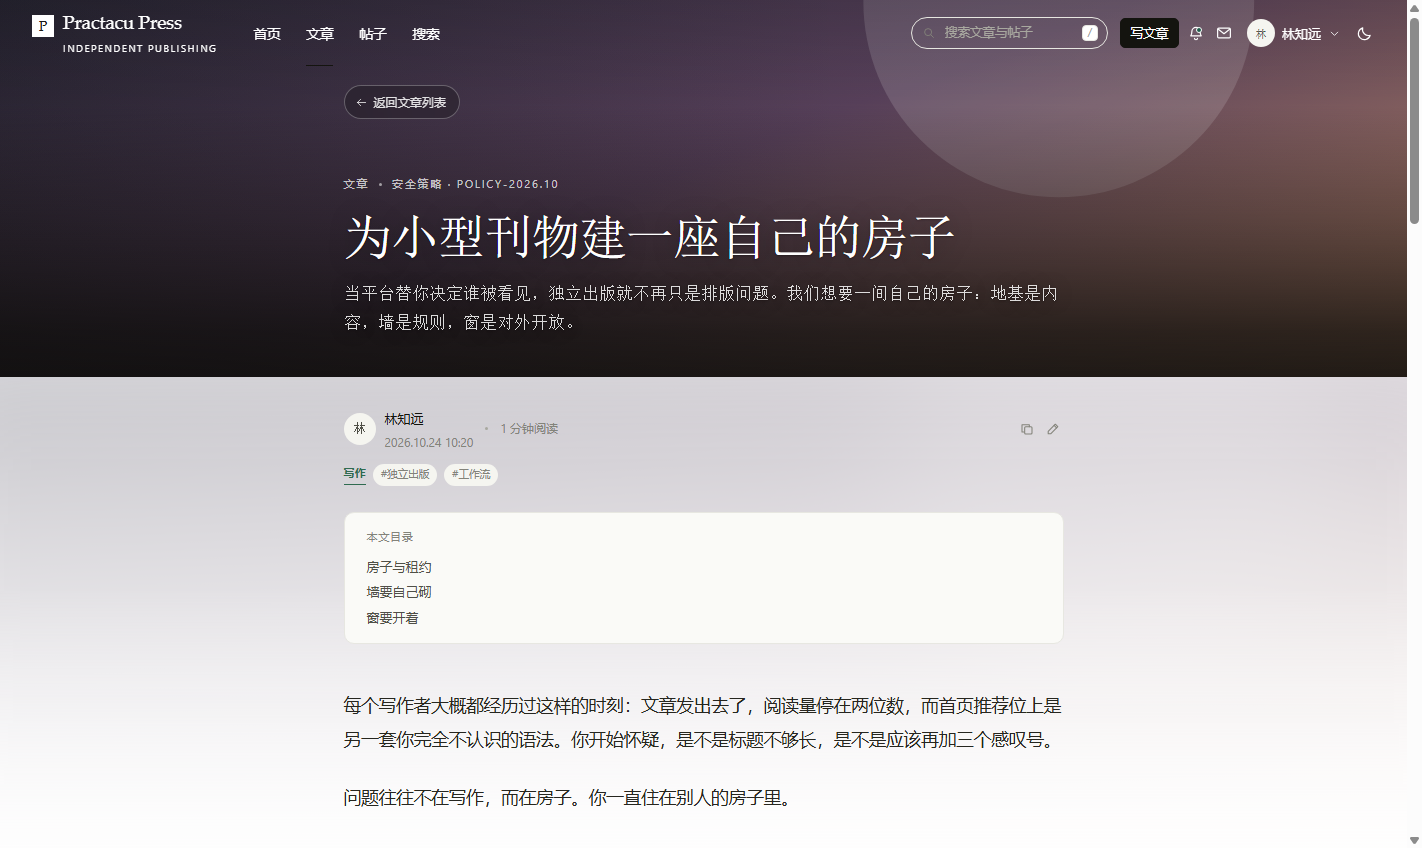 P
Practacu Press
INDEPENDENT PUBLISHING
首页
文章
帖子
搜索
搜索文章与帖子
/
写文章
林
林知远
← 返回文章列表
文章 • 安全策略 · POLICY-2026.10
为小型刊物建一座自己的房子
当平台替你决定谁被看见，独立出版就不再只是排版问题。我们想要一间自己的房子：地基是内
容，墙是规则，窗是对外开放。
林
林知远
2026.10.24 10:20
• 1 分钟阅读
写作
#独立出版
#工作流
本文目录
房子与租约
墙要自己砌
窗要开着
每个写作者大概都经历过这样的时刻：文章发出去了，阅读量停在两位数，而首页推荐位上是
另一套你完全不认识的语法。你开始怀疑，是不是标题不够长，是不是应该再加三个感叹号。
问题往往不在写作，而在房子。你一直住在别人的房子里。